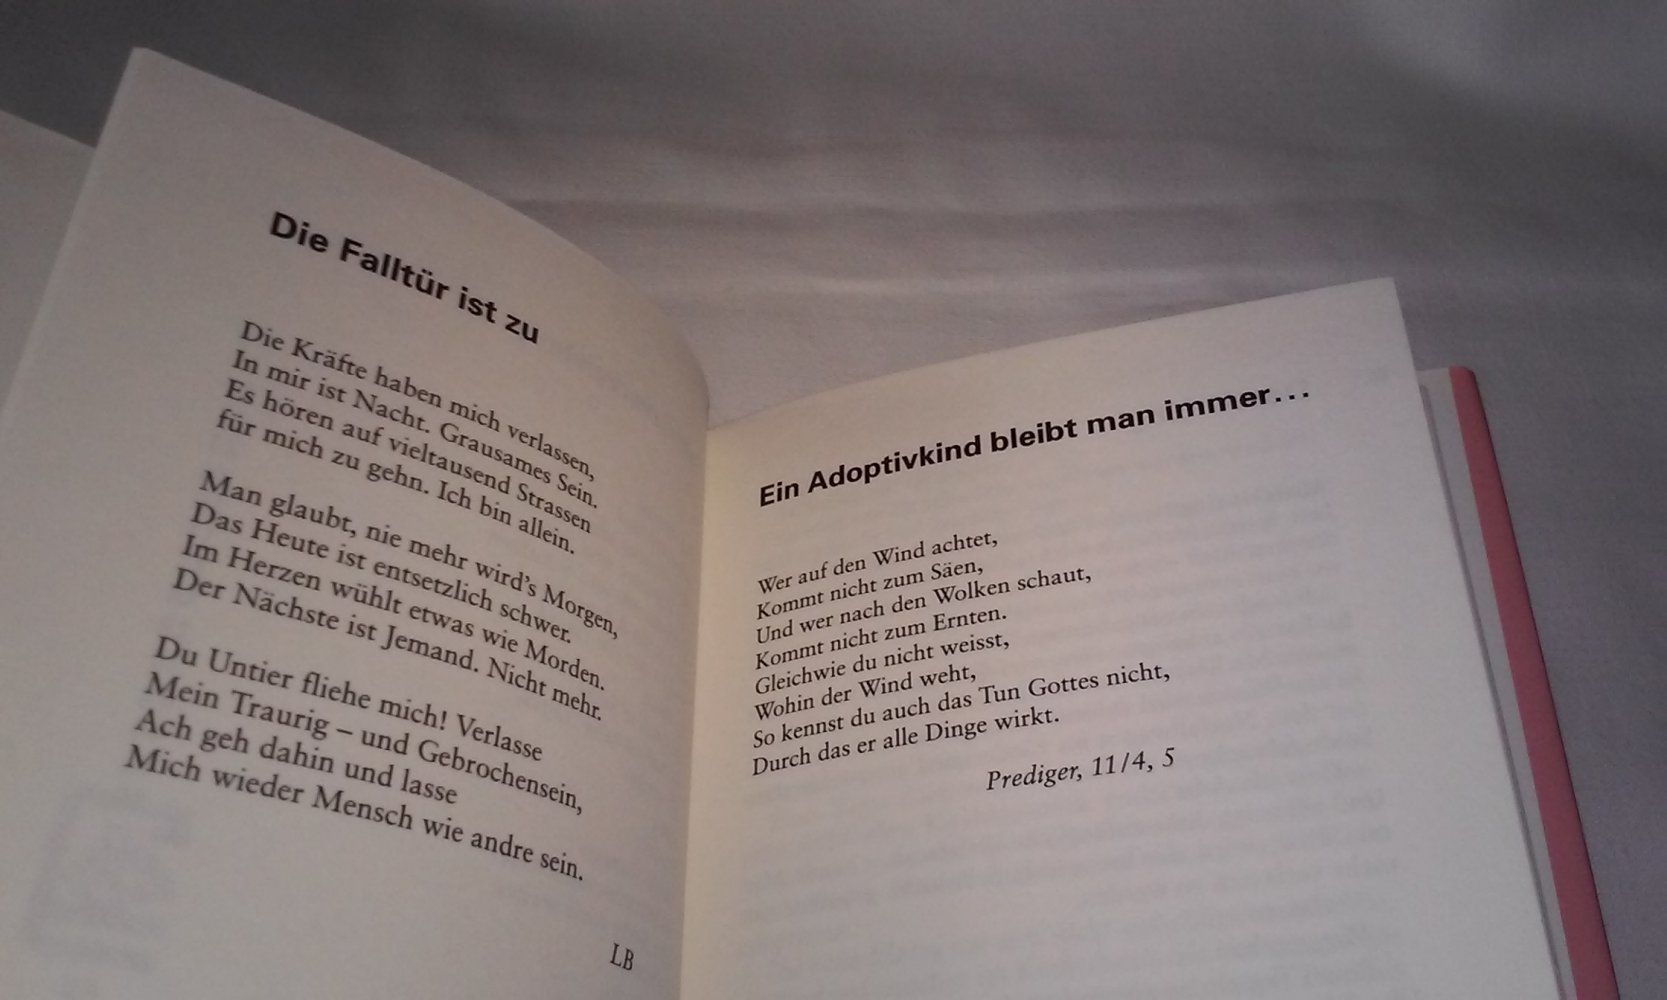 Die Falltür ist zu
Die Kräfte haben mich verlassen,
In mir ist Nacht. Grausames Sein.
Es hören auf vieltausend Strassen
für mich zu gehn. Ich bin allein.
Man glaubt, nie mehr wird's Morgen,
Das Heute ist entsetzlich schwer.
Im Herzen wühlt etwas wie Morden.
Der Nächste ist Jemand. Nicht mehr.
Du Untier fliehe mich! Verlasse
Mein Traurig – und Gebrochensein,
Ach geh dahin und lasse
Mich wieder Mensch wie andre sein.
LB
Ein Adoptivkind bleibt man immer...
Wer auf den Wind achtet,
Kommt nicht zum Säen,
Und wer nach den Wolken schaut,
Kommt nicht zum Ernten.
Gleichwie du nicht weisst,
Wohin der Wind weht,
So kennst du auch das Tun Gottes nicht,
Durch das er alle Dinge wirkt.
Prediger, 11/4, 5